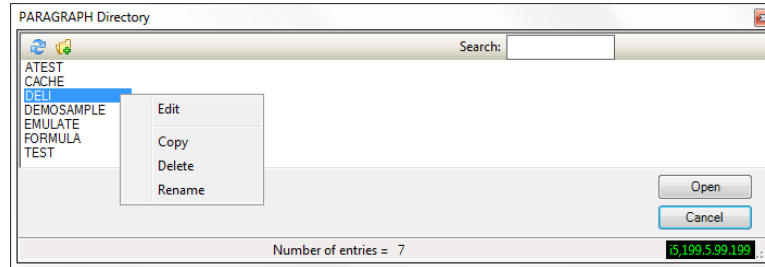 PARAGRAPH Directory
Search:
ATEST
CACHE
DELI
DEMOSAMPLE
EMULATE
FORMULA
TEST
Edit
Copy
Delete
Rename
Open
Cancel
Number of entries = 7
i5,199.5.99.199